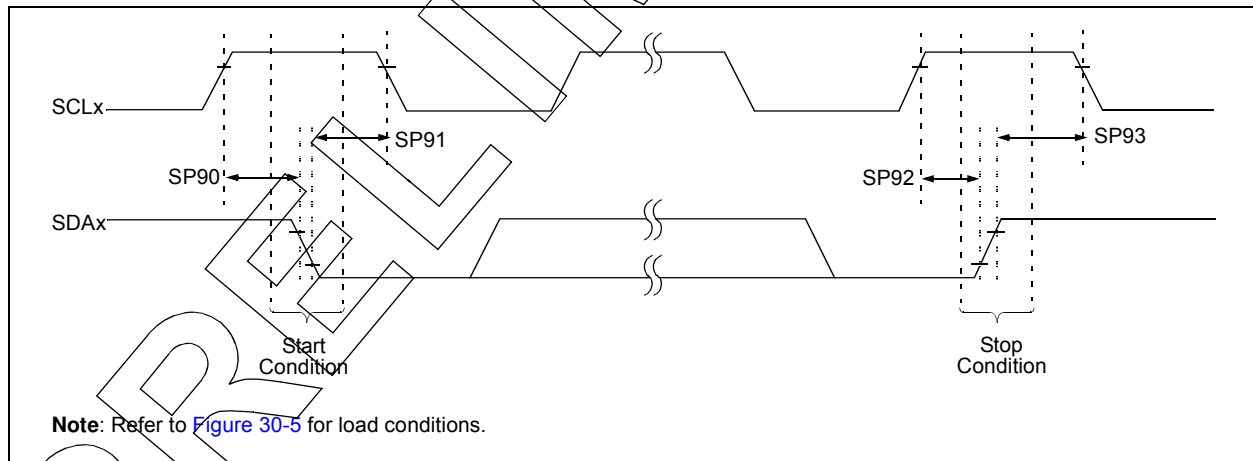 SCLx
SP91
SP93
SP90
SP92
SDAx
Start
Condition
Stop
Condition
Note: Refer to Figure 30-5 for load conditions.